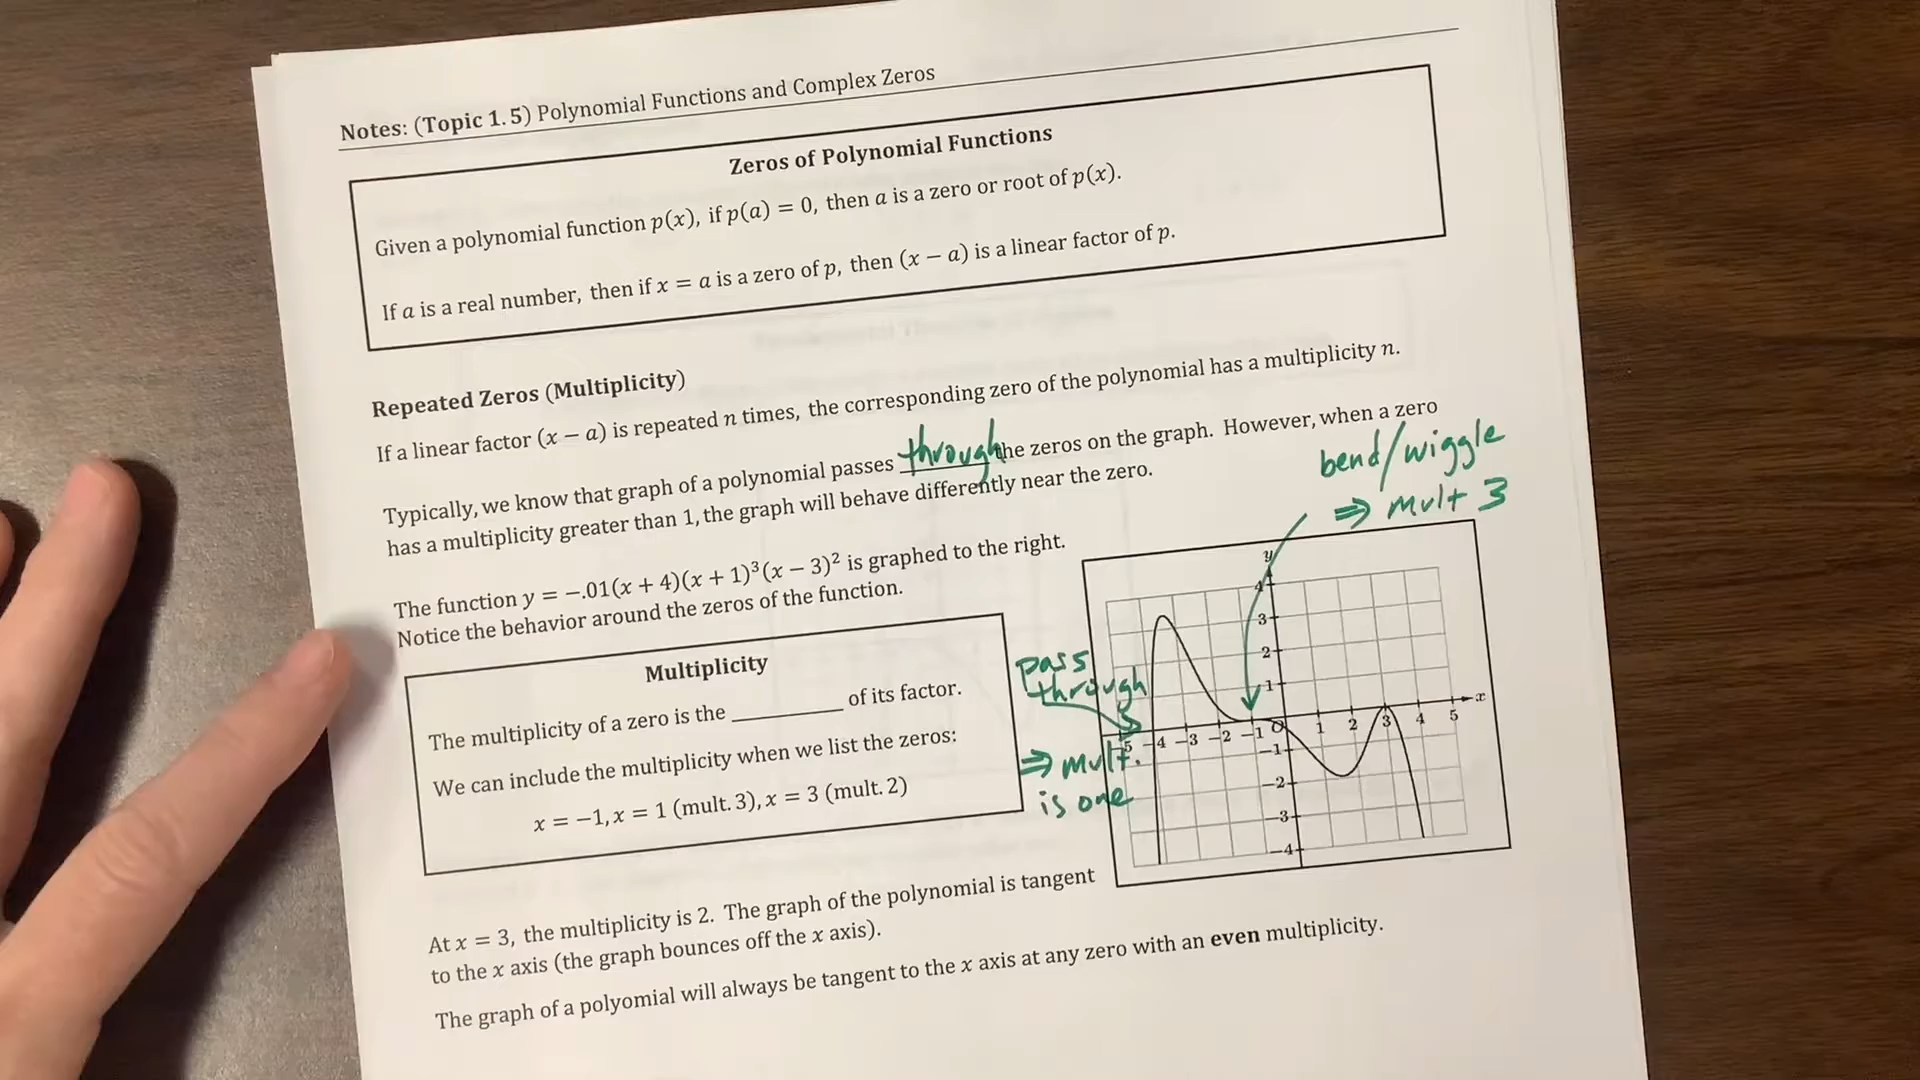 Notes: (Topic 1.5) Polynomial Functions and Complex Zeros
Zeros of Polynomial Functions
Given a polynomial function p(x), if p(a) = 0, then a is a zero or root of p(x).
If a is a real number, then if x = a is a zero of p, then (x − a) is a linear factor of p.
Repeated Zeros (Multiplicity)
If a linear factor (x − a) is repeated n times, the corresponding zero of the polynomial has a multiplicity n.
Typically, we know that graph of a polynomial passes through the zeros on the graph. However, when a zero
has a multiplicity greater than 1, the graph will behave differently near the zero.
bend/wiggle
⇒ mult 3
The function y = −.01(x + 4)(x + 1)³(x − 3)² is graphed to the right.
Notice the behavior around the zeros of the function.
Multiplicity
The multiplicity of a zero is the __________ of its factor.
We can include the multiplicity when we list the zeros:
x = −1, x = 1 (mult. 3), x = 3 (mult. 2)
pass
through
⇒ mult.
is one
y
4
3
2
1
−5 −4 −3 −2 −1 O 1 2 3 4 5 x
−1
−2
−3
−4
At x = 3, the multiplicity is 2. The graph of the polynomial is tangent
to the x axis (the graph bounces off the x axis).
The graph of a polyomial will always be tangent to the x axis at any zero with an even multiplicity.